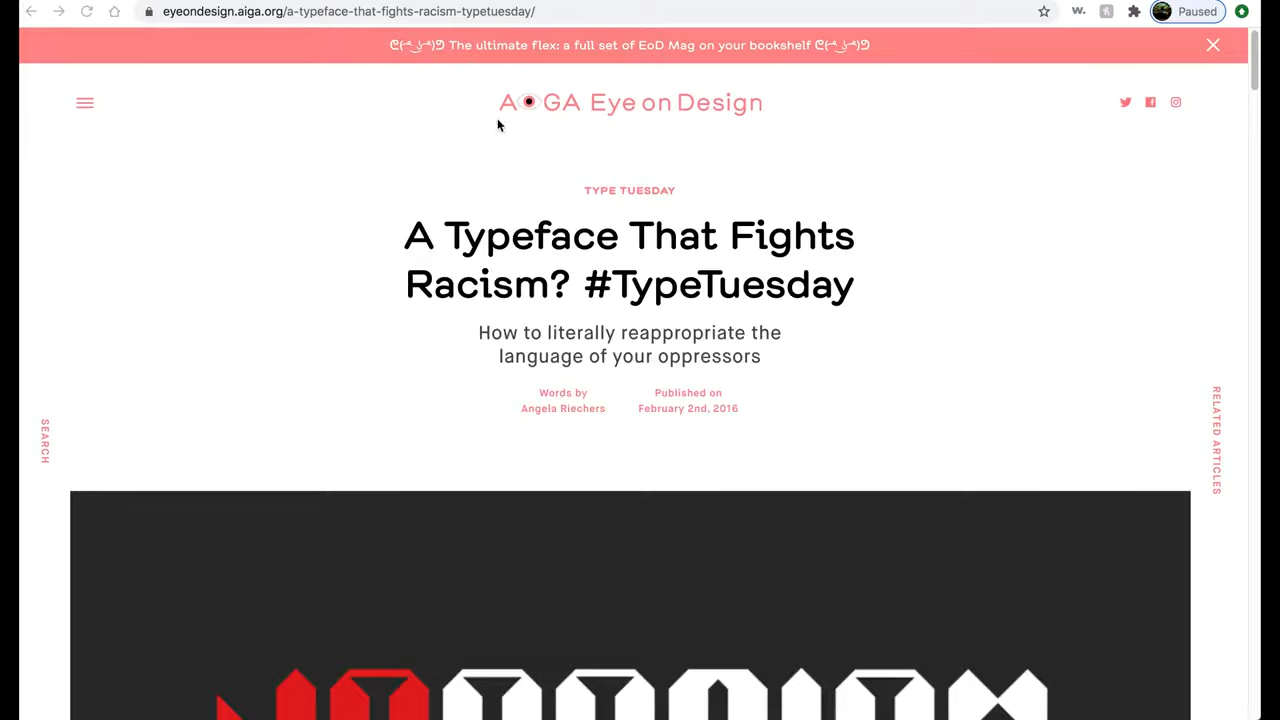 eyeondesign.aiga.org/a-typeface-that-fights-racism-typetuesday/
w.
Paused
The ultimate flex: a full set of EoD Mag on your bookshelf
AIGA Eye on Design
TYPE TUESDAY
A Typeface That Fights
Racism? #TypeTuesday
How to literally reappropriate the
language of your oppressors
Words by
Angela Riechers
Published on
February 2nd, 2016
SEARCH
RELATED ARTICLES